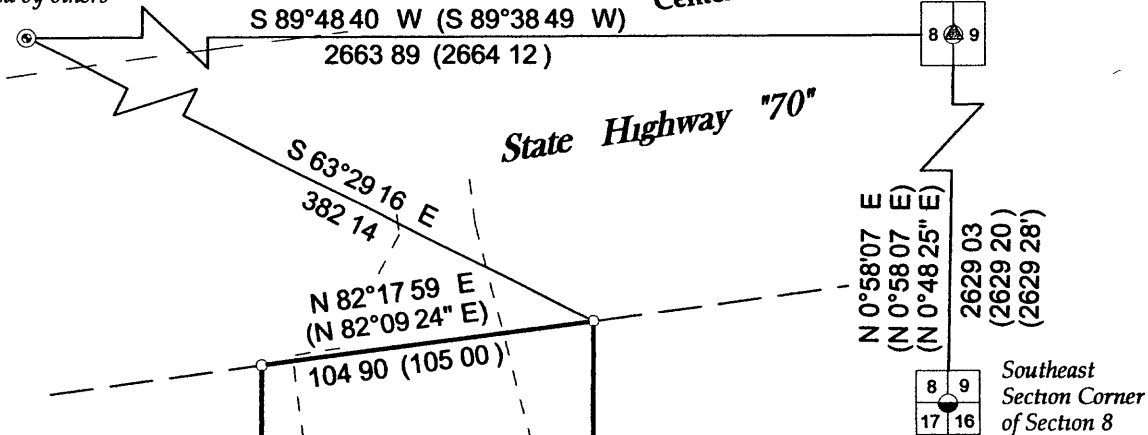 by others
S 89°48 40 W (S 89°38 49 W)
2663 89 (2664 12 )
8 9
State Highway "70"
S 63°29 16 E
382 14
N 82°17 59 E
(N 82°09 24" E)
104 90 (105 00 )
N 0°58'07 E
(N 0°58 07 E)
(N 0°48 25" E)
2629 03
(2629 20 )
(2629 28')
8 9
17 16
Southeast
Section Corner
of Section 8